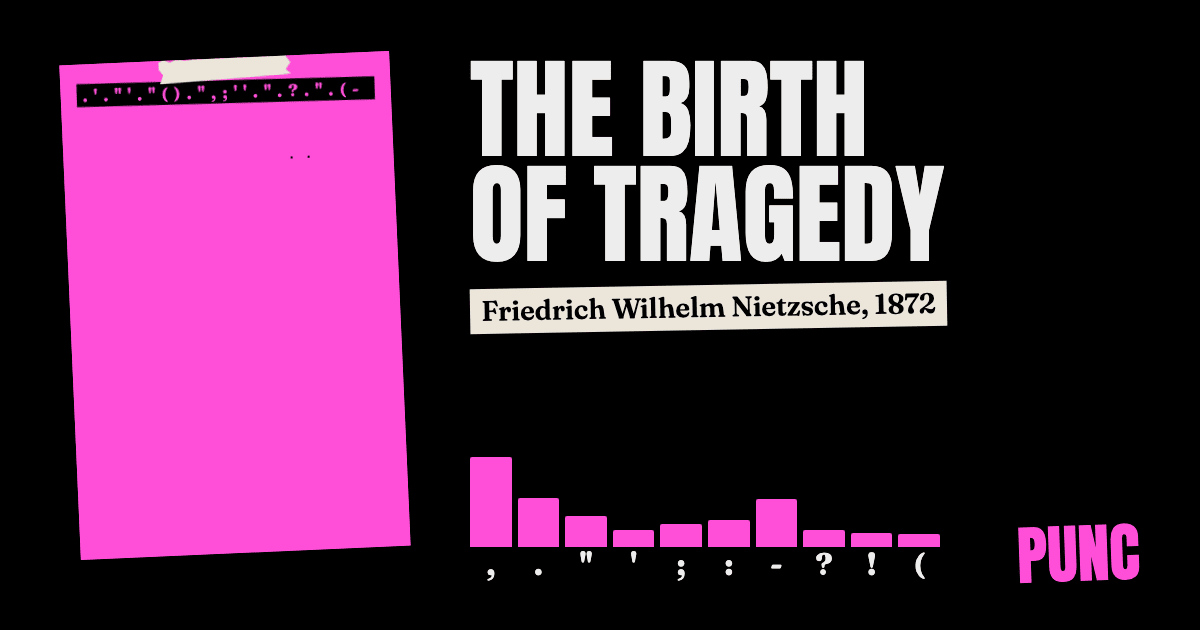 .'."'."().",;''.".?.".(-
. .
THE BIRTH
OF TRAGEDY
Friedrich Wilhelm Nietzsche, 1872
, . " ' ; : - ? ! (
PUNC